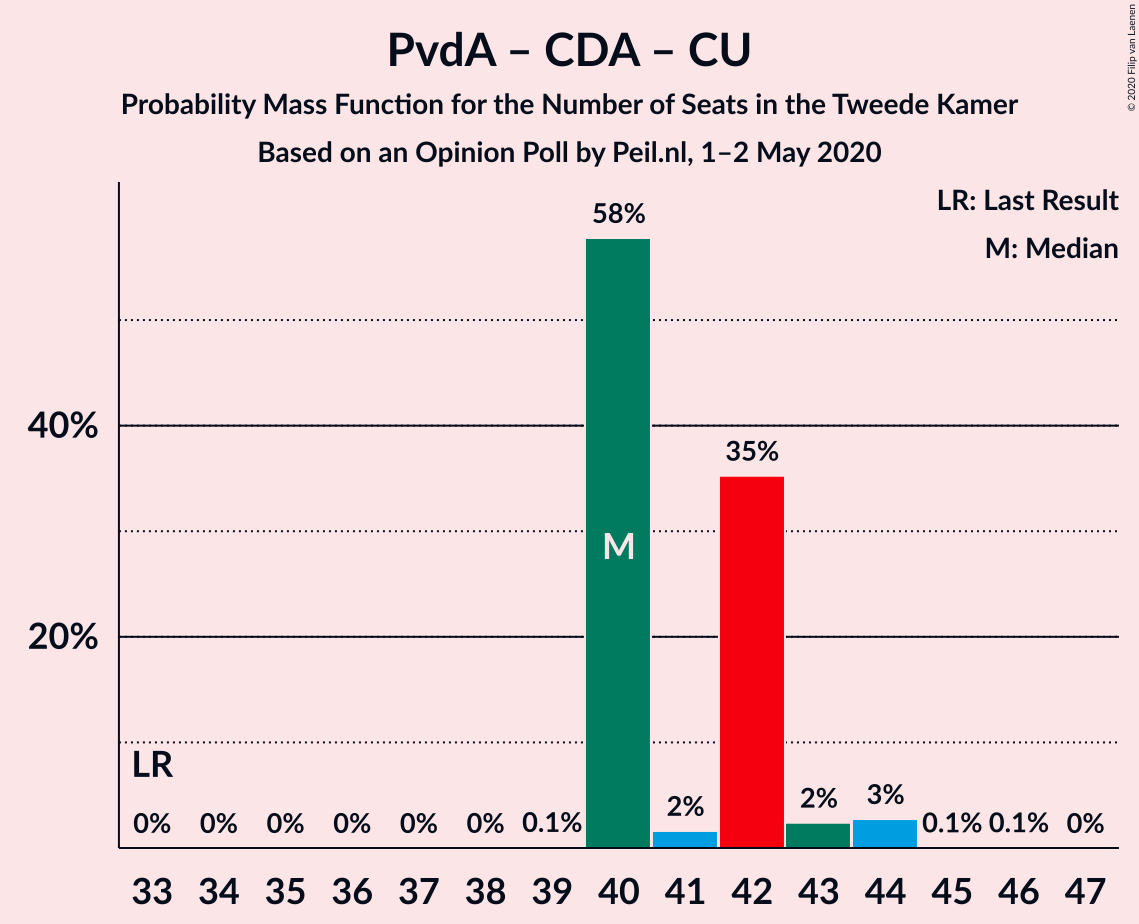 PvdA – CDA – CU
Probability Mass Function for the Number of Seats in the Tweede Kamer
Based on an Opinion Poll by Peil.nl, 1–2 May 2020
© 2020 Filip van Laenen
LR: Last Result
M: Median
58%
40%
35%
M
20%
LR
0% 0% 0% 0% 0% 0% 0.1% 2% 2% 3% 0.1% 0.1% 0%
33 34 35 36 37 38 39 40 41 42 43 44 45 46 47